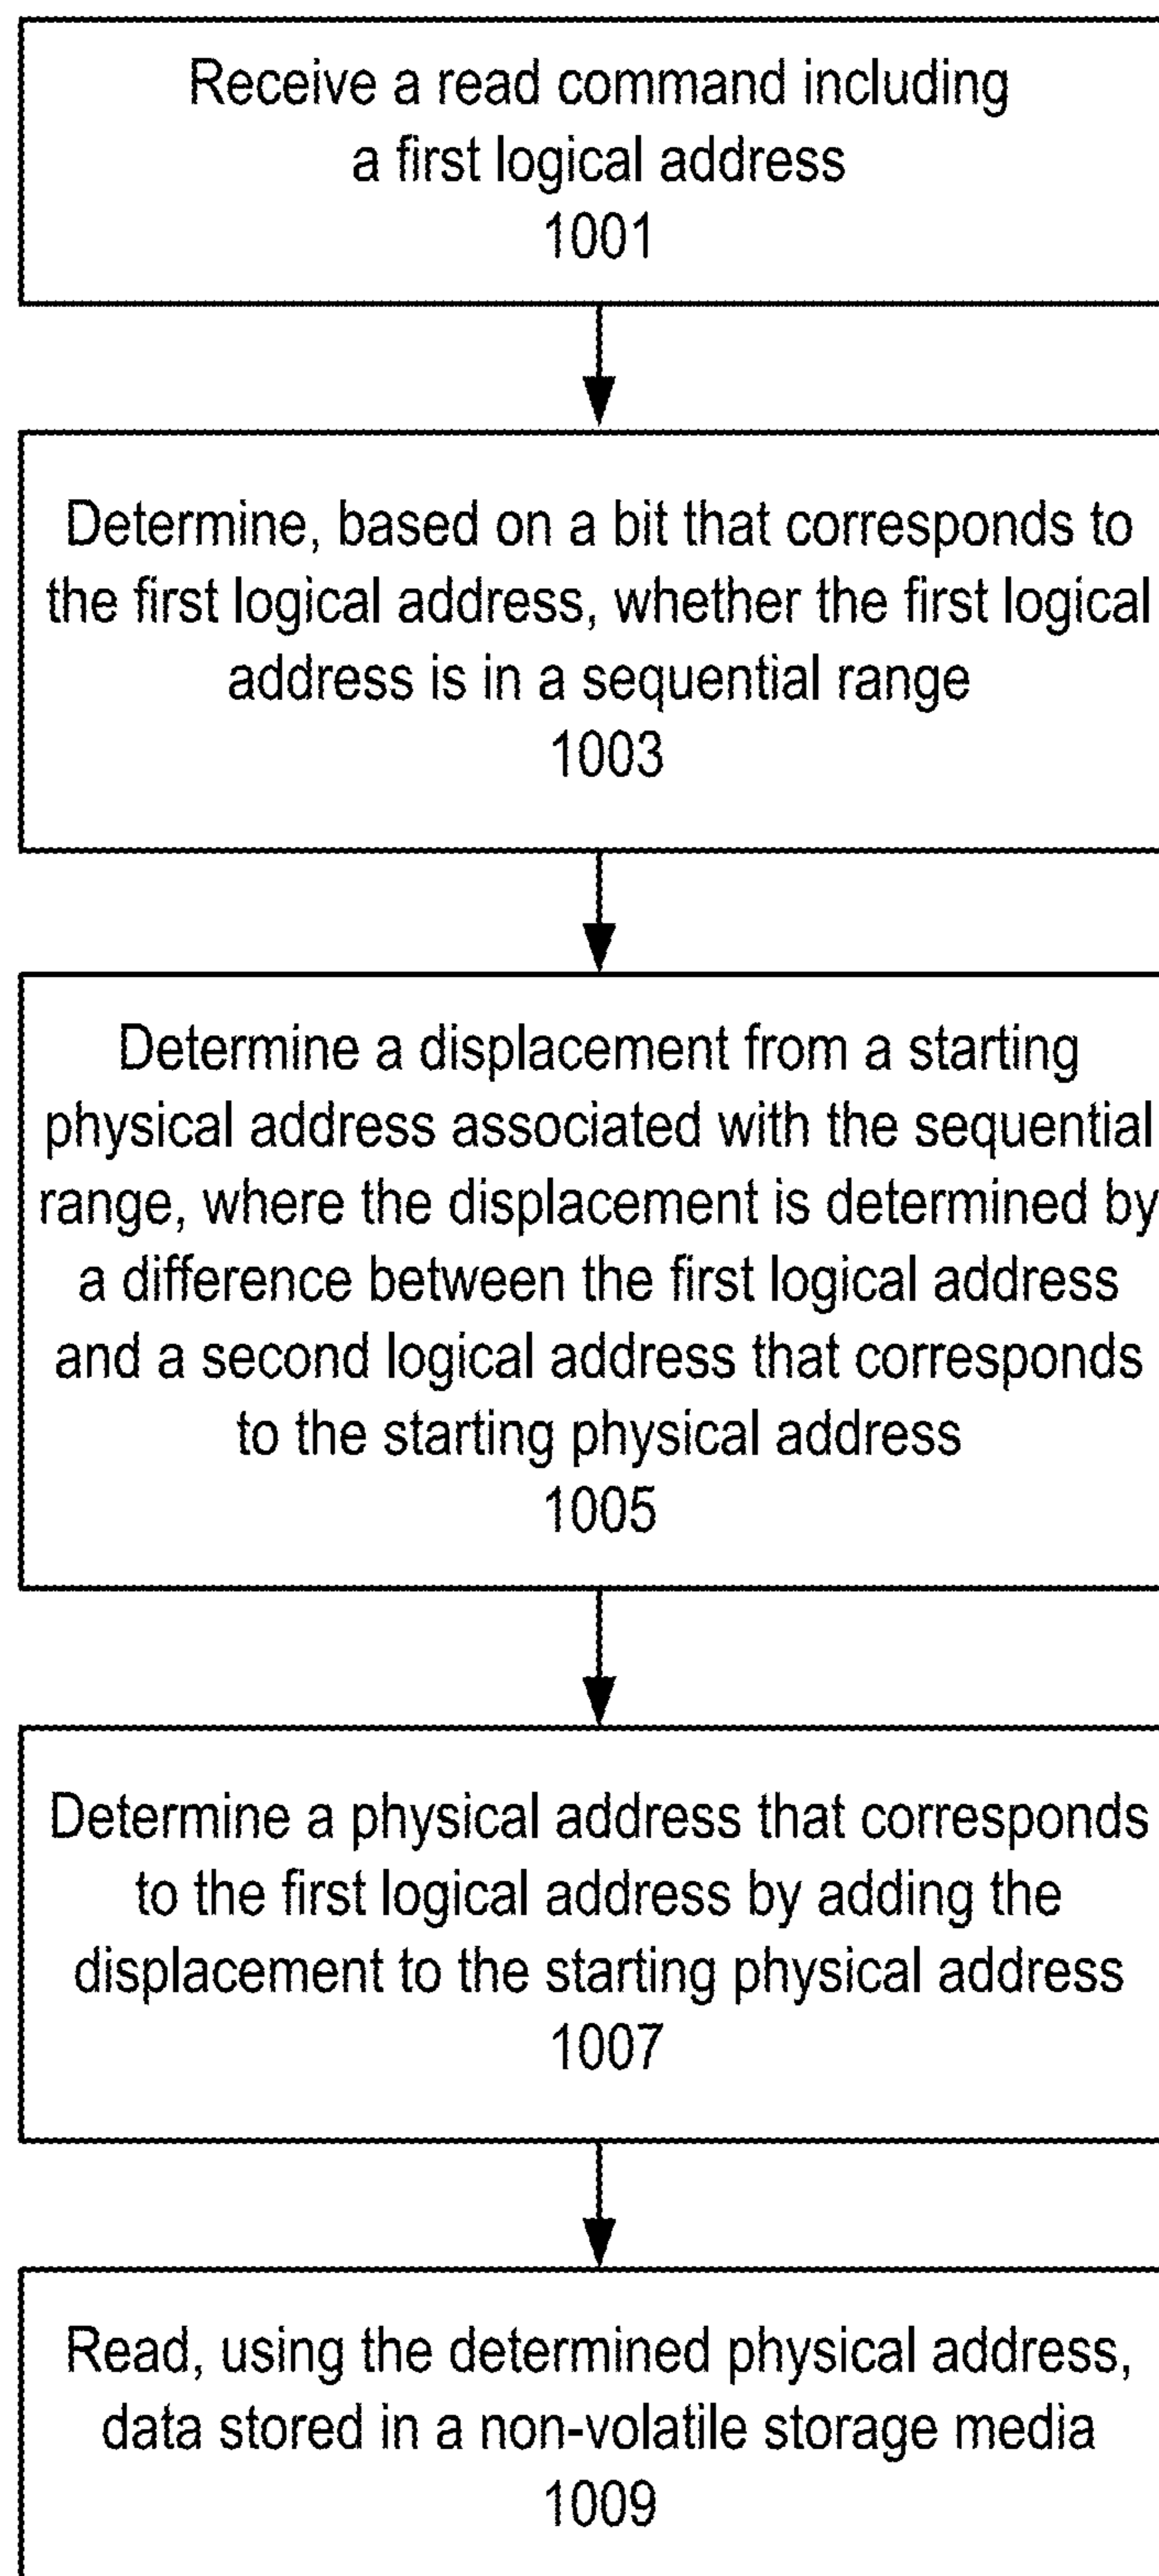 Receive a read command including
a first logical address
1001
Determine, based on a bit that corresponds to
the first logical address, whether the first logical
address is in a sequential range
1003
Determine a displacement from a starting
physical address associated with the sequential
range, where the displacement is determined by
a difference between the first logical address
and a second logical address that corresponds
to the starting physical address
1005
Determine a physical address that corresponds
to the first logical address by adding the
displacement to the starting physical address
1007
Read, using the determined physical address,
data stored in a non-volatile storage media
1009